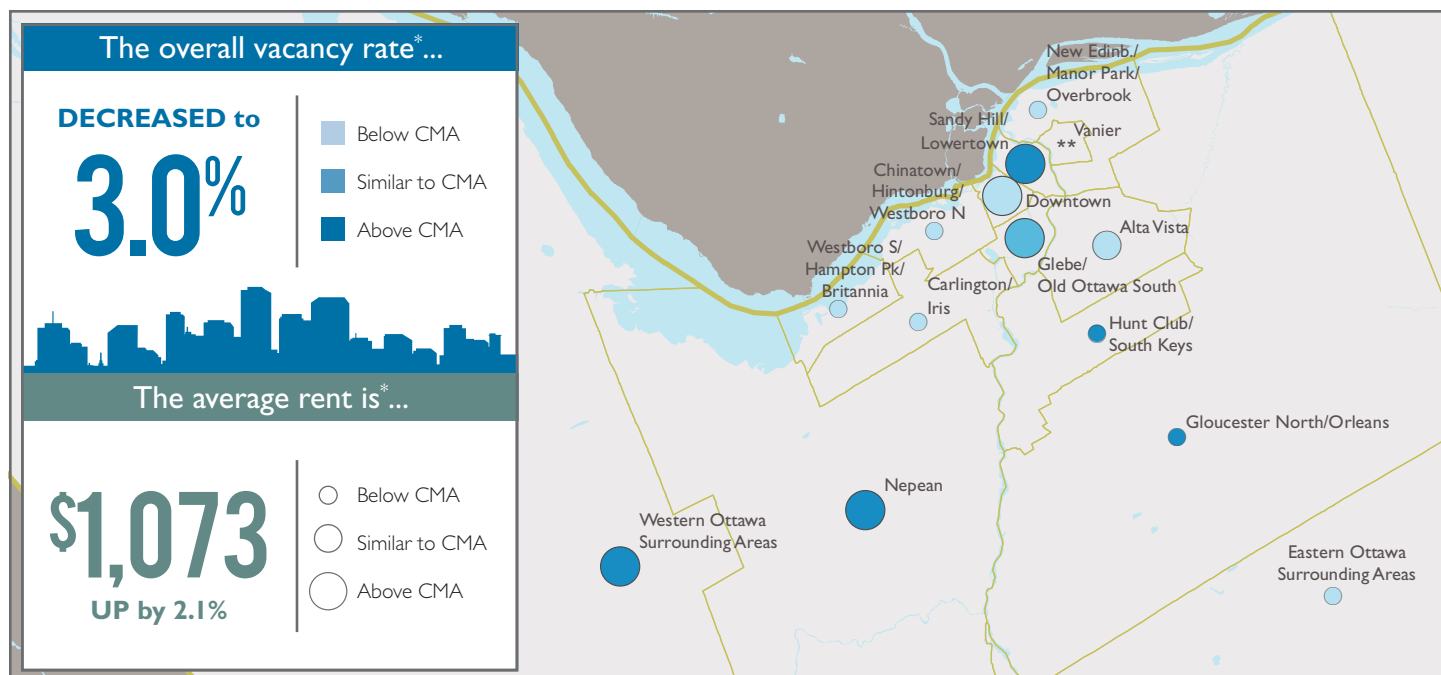 The overall vacancy rate*...
DECREASED to
3.0%
Below CMA
Similar to CMA
Above CMA
The average rent is*...
$1,073
UP by 2.1%
Below CMA
Similar to CMA
Above CMA
New Edinb./
Manor Park/
Overbrook
Sandy Hill/
Lowertown
Vanier
**
Chinatown/
Hintonburg/
Westboro N
Downtown
Alta Vista
Westboro S/
Hampton Pk/
Britannia
Carlington/
Iris
Glebe/
Old Ottawa South
Hunt Club/
South Keys
Gloucester North/Orleans
Nepean
Western Ottawa
Surrounding Areas
Eastern Ottawa
Surrounding Areas